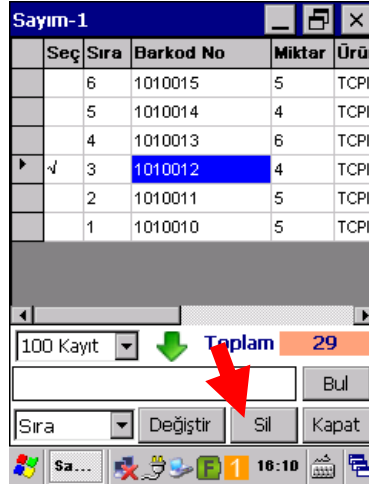 Sayım-1
Seç Sıra Barkod No Miktar Ürü
6 1010015 5 TCPI
5 1010014 4 TCPI
4 1010013 6 TCPI
√ 3 1010012 4 TCPI
2 1010011 5 TCPI
1 1010010 5 TCPI
100 Kayıt Toplam 29
Bul
Sıra Değiştir Sil Kapat
Sa... F 1 16:10